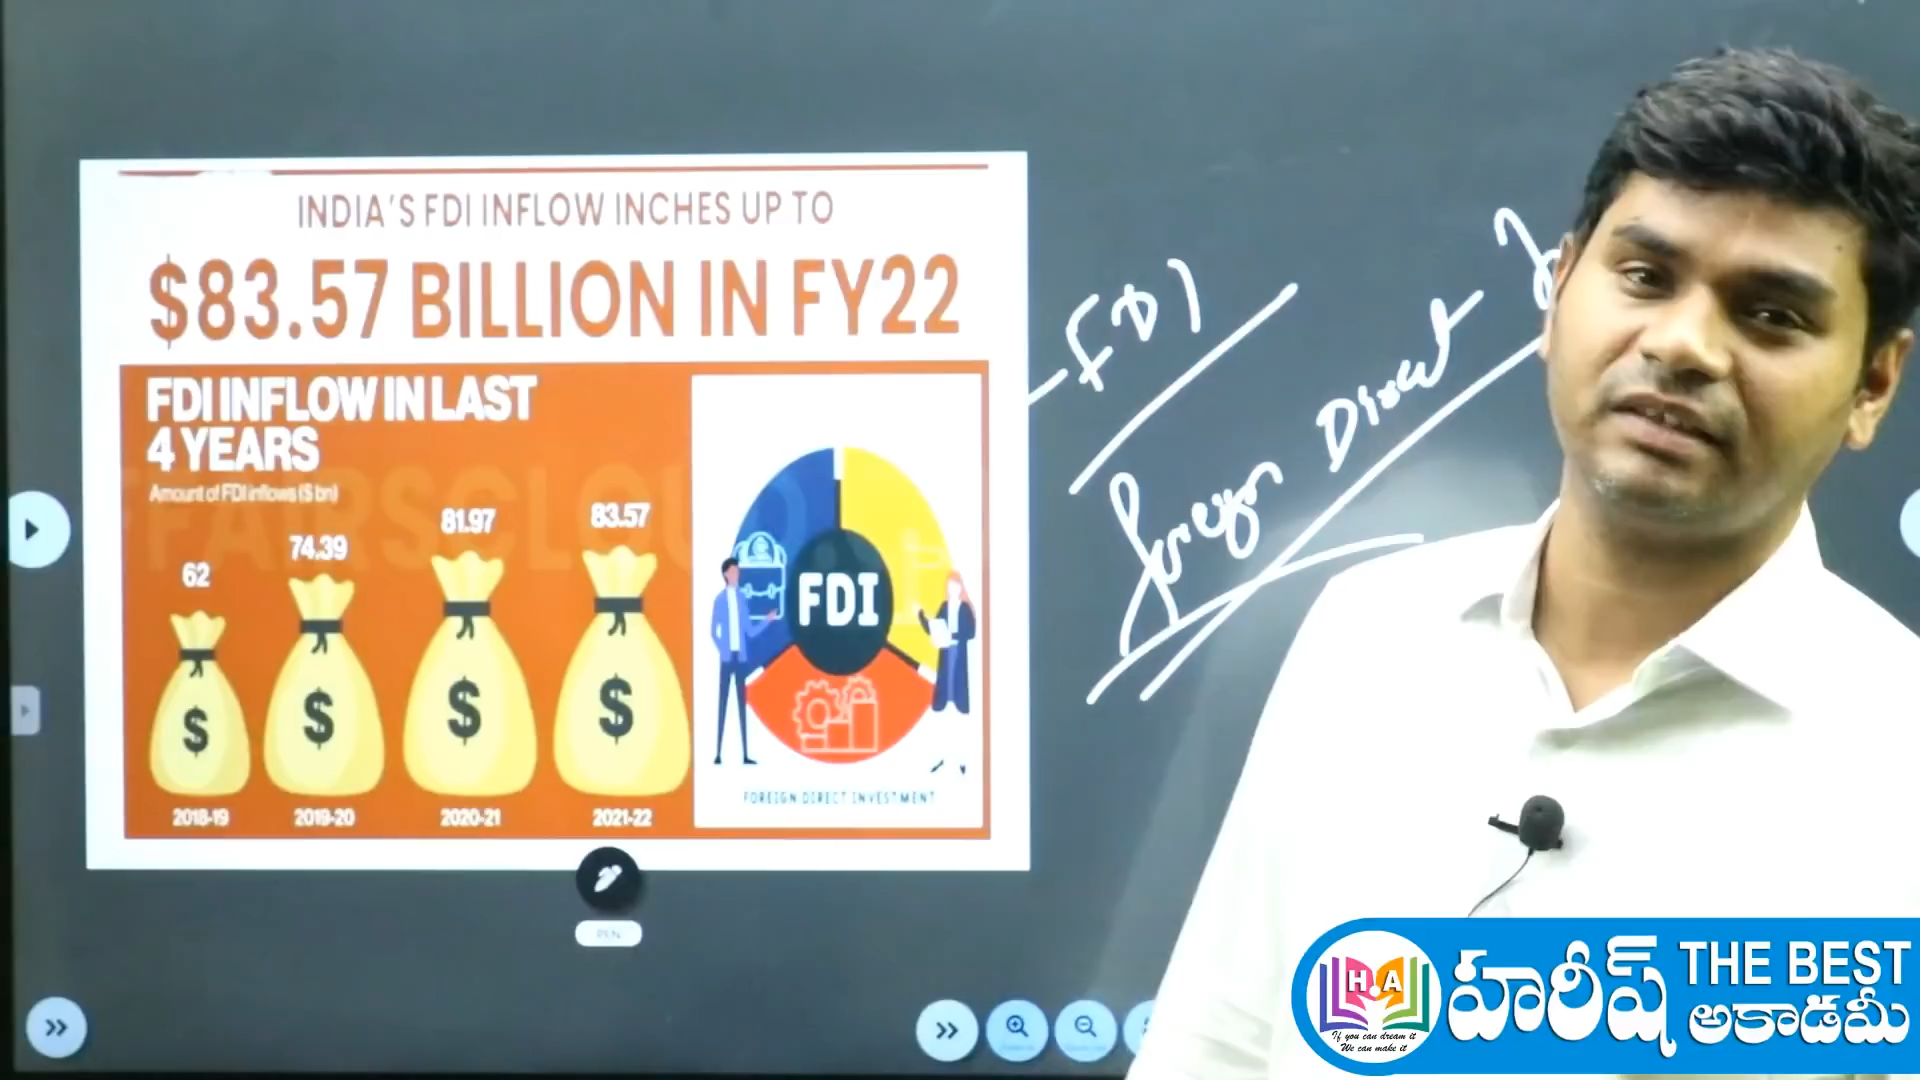 INDIA'S FDI INFLOW INCHES UP TO
$83.57 BILLION IN FY22
FDI INFLOW IN LAST
4 YEARS
Amount of FDI inflows ($ bn)
62
74.39
81.97
83.57
$ $ $ $
2018-19
2019-20
2020-21
2021-22
FFAIRSCLOUD
FDI
FOREIGN DIRECT INVESTMENT
FDI
Foreign Direct I
PEN
H.A
If you can dream it
We can make it
హరీష్
THE BEST
అకాడమీ